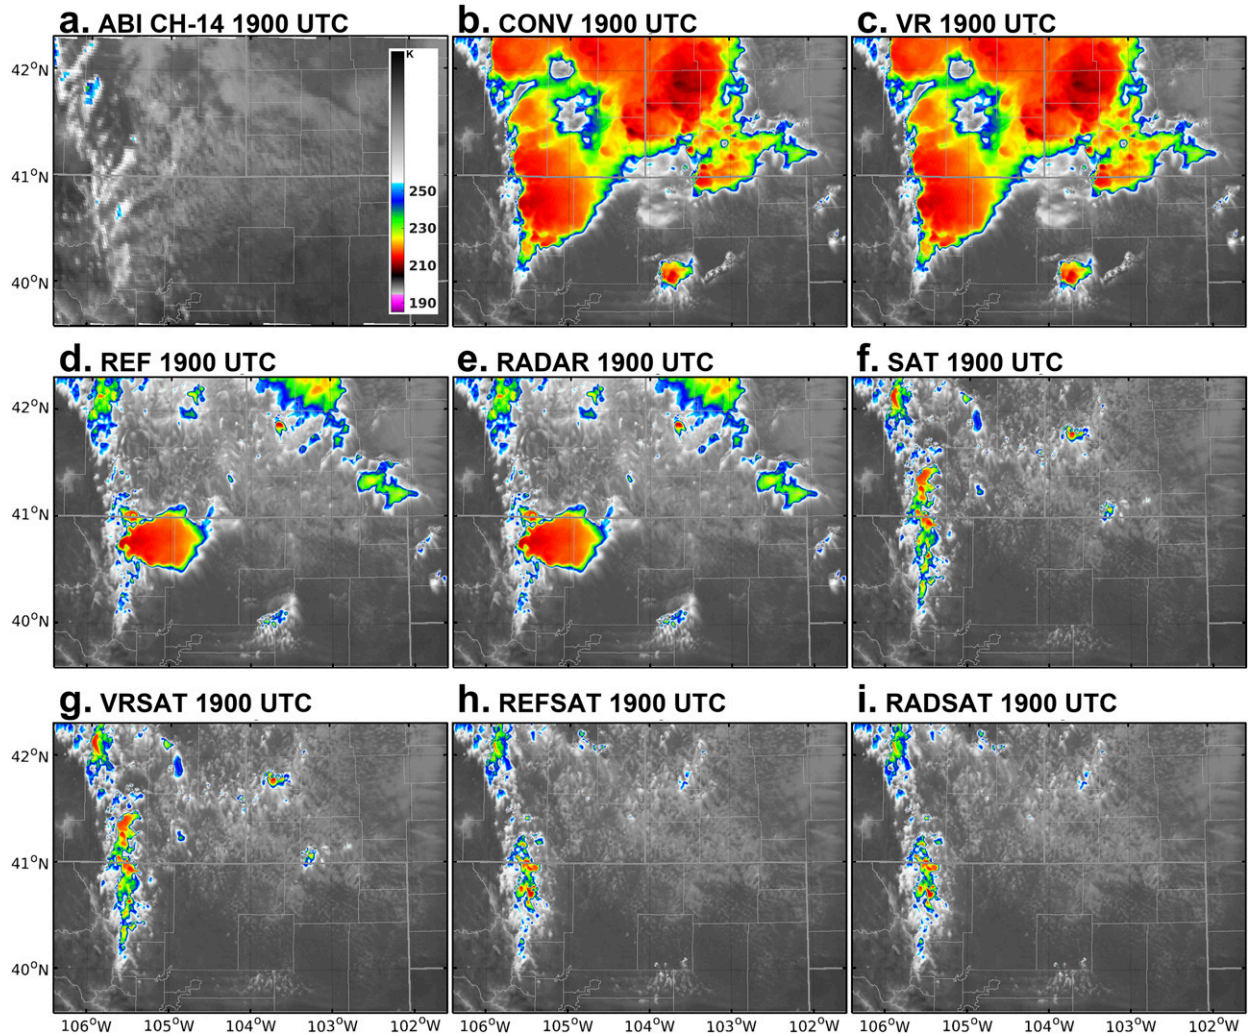 a. ABI CH-14 1900 UTC
b. CONV 1900 UTC
c. VR 1900 UTC
42°N
41°N
40°N
K
250
230
210
190
d. REF 1900 UTC
e. RADAR 1900 UTC
f. SAT 1900 UTC
42°N
41°N
40°N
g. VRSAT 1900 UTC
h. REFSAT 1900 UTC
i. RADSAT 1900 UTC
42°N
41°N
40°N
106°W 105°W 104°W 103°W 102°W
106°W 105°W 104°W 103°W 102°W
106°W 105°W 104°W 103°W 102°W